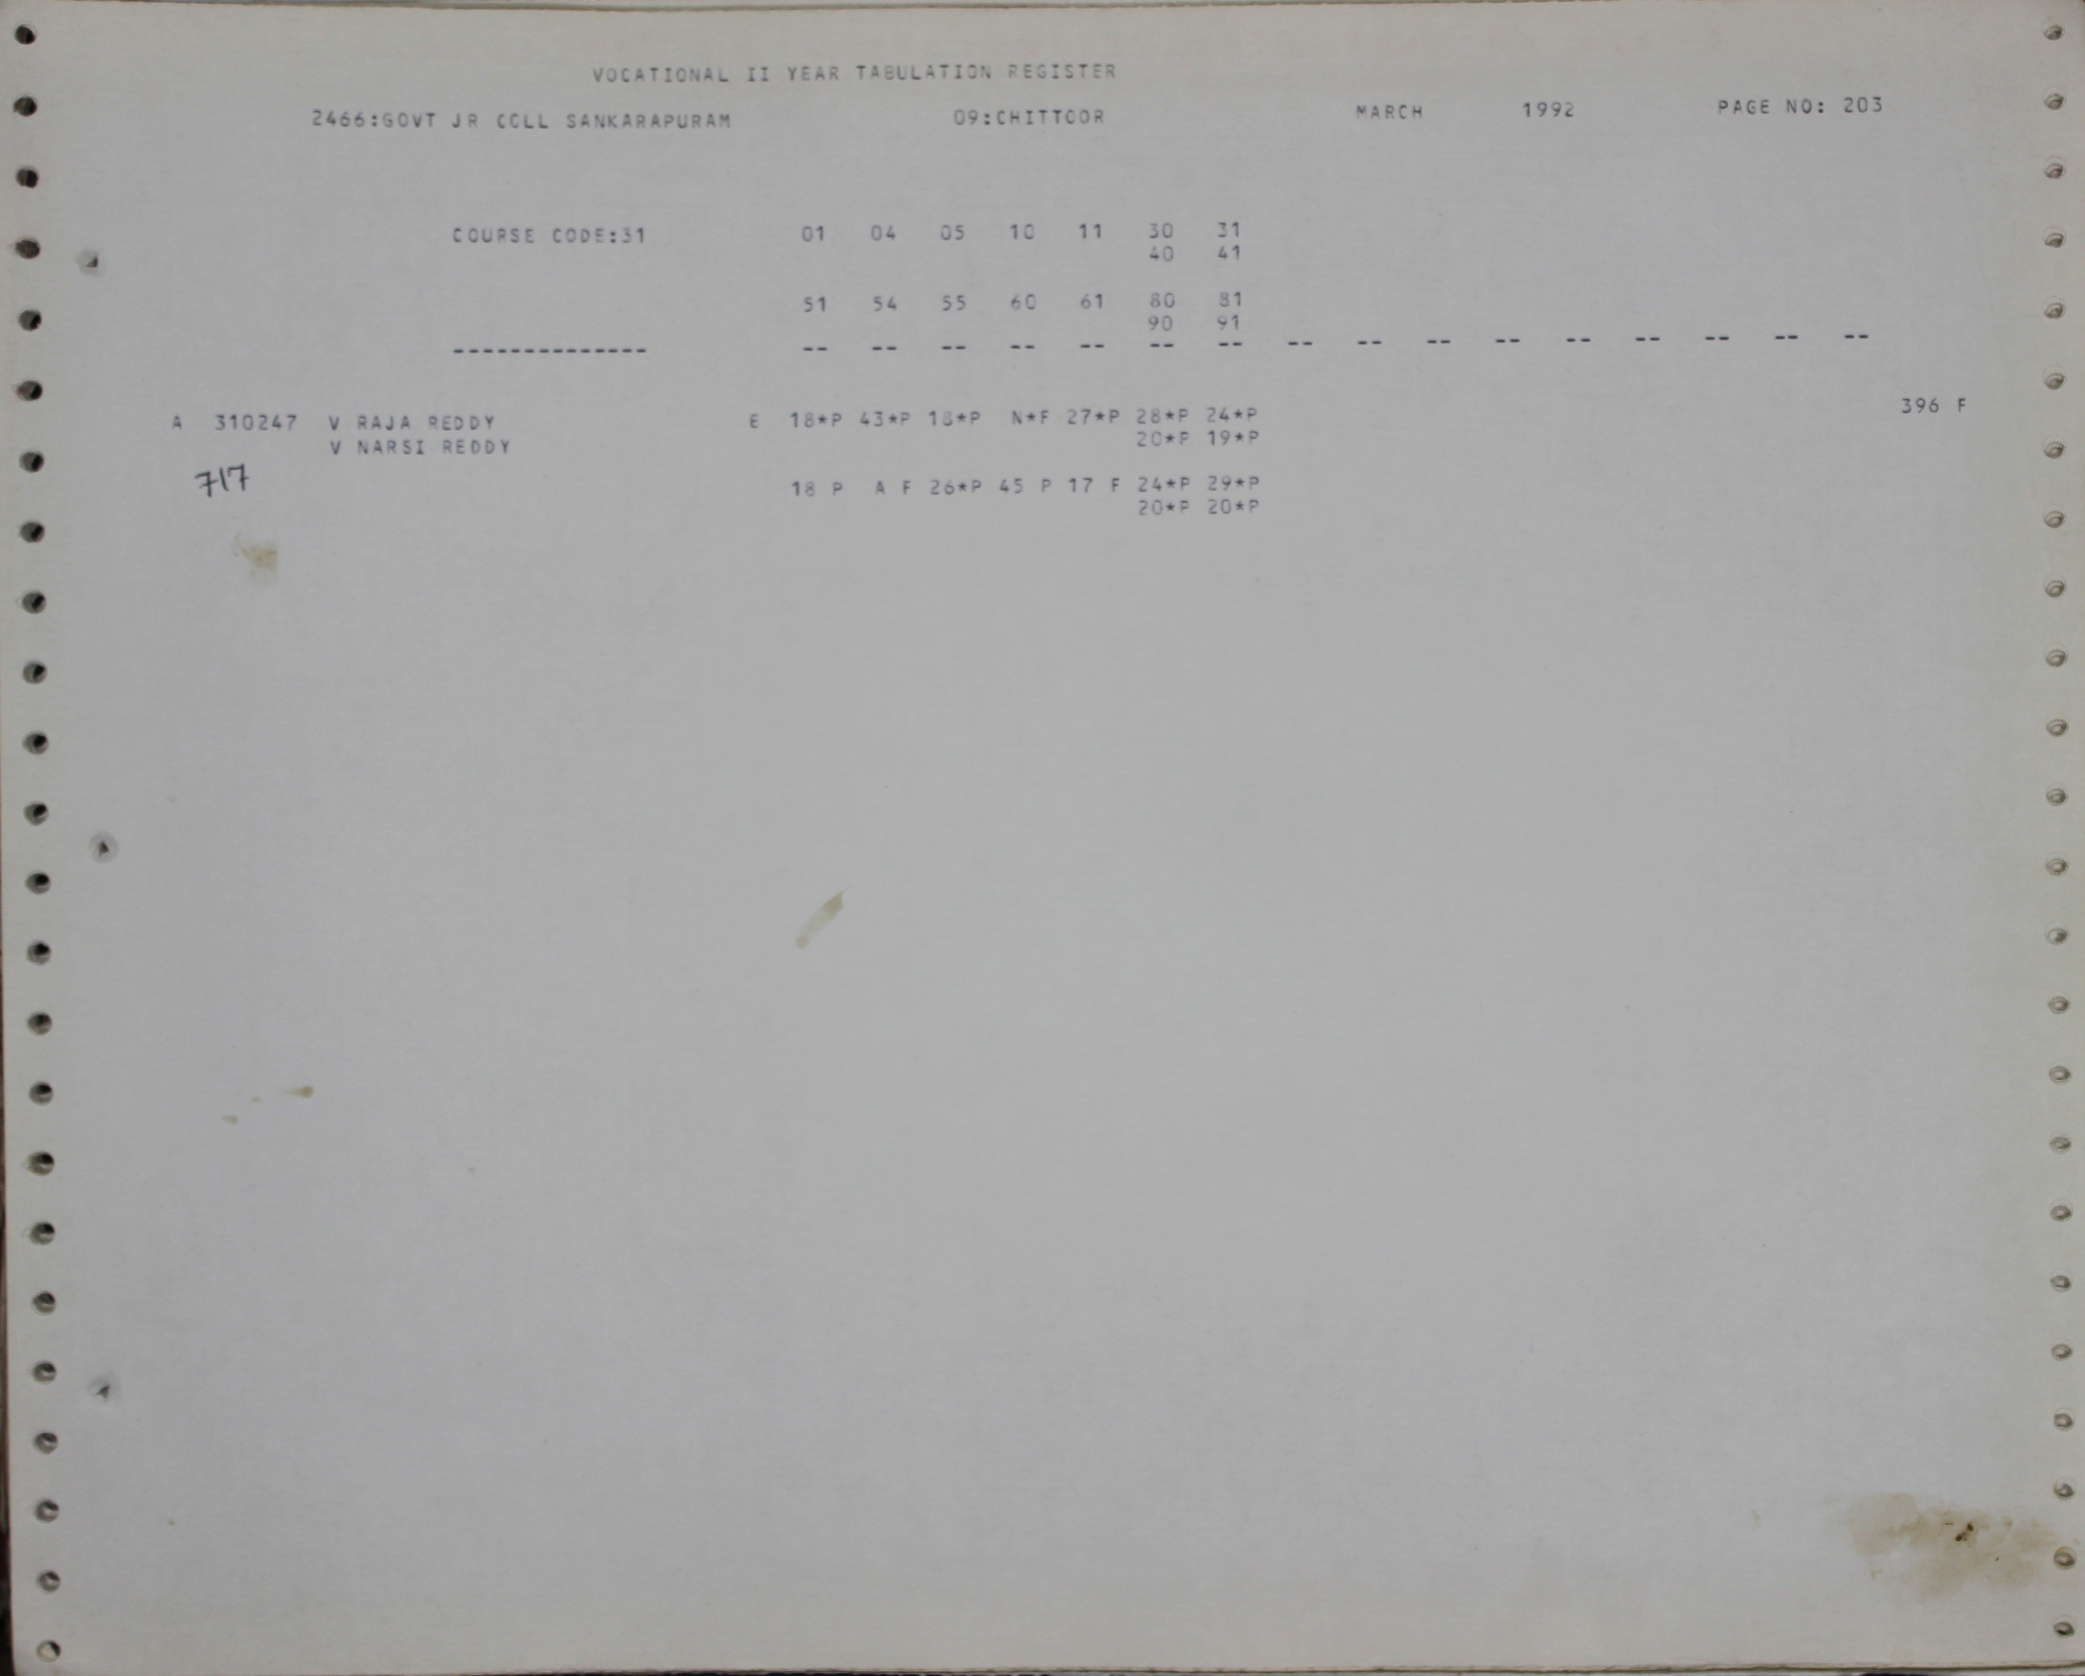 VOCATIONAL II YEAR TABULATION REGISTER
2466:GOVT JR COLL SANKARAPURAM 09:CHITTOOR MARCH 1992 PAGE NO: 203
COURSE CODE:31 01 04 05 10 11 30 31
40 41
51 54 55 60 61 80 81
90 91
-------------- -- -- -- -- -- -- -- -- -- -- -- -- -- -- -- --
A 310247 V RAJA REDDY E 18*P 43*P 18*P N*F 27*P 28*P 24*P 396 F
V NARSI REDDY 20*P 19*P
717
18 P A F 26*P 45 P 17 F 24*P 29*P
20*P 20*P